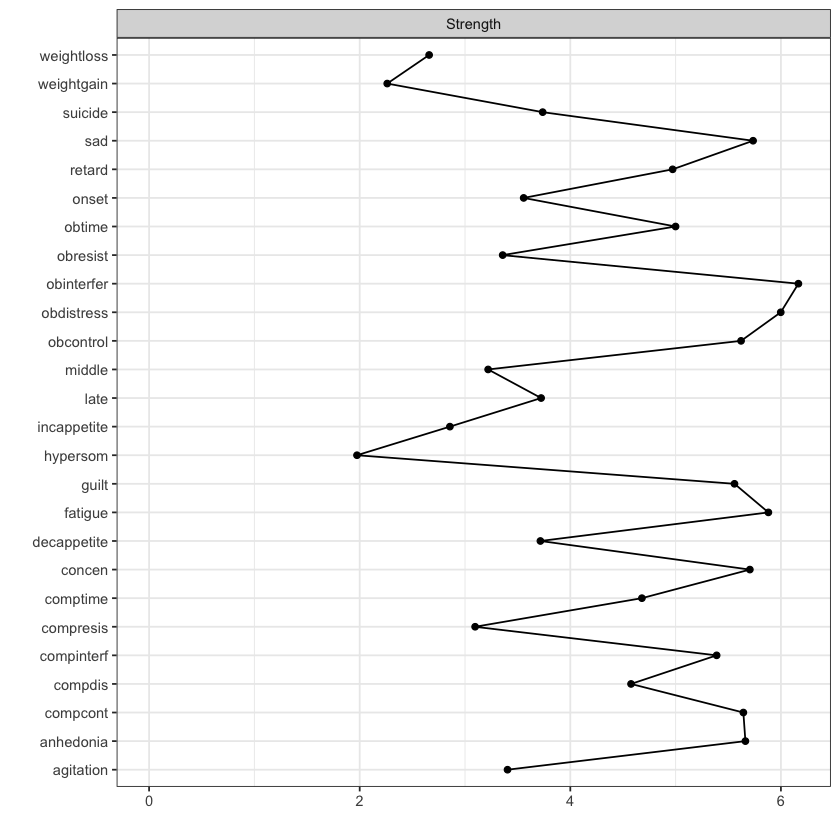 Strength
weightloss
weightgain
suicide
sad
retard
onset
obtime
obresist
obinterfer
obdistress
obcontrol
middle
late
incappetite
hypersom
guilt
fatigue
decappetite
concen
comptime
compresis
compinterf
compdis
compcont
anhedonia
agitation
0 2 4 6